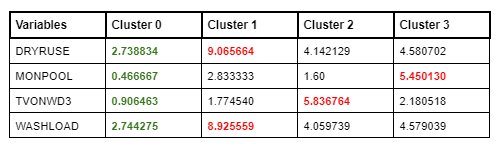 Variables Cluster 0 Cluster 1 Cluster 2 Cluster 3
DRYRUSE 2.738834 9.065664 4.142129 4.580702
MONPOOL 0.466667 2.833333 1.60 5.450130
TVONWD3 0.906463 1.774540 5.836764 2.180518
WASHLOAD 2.744275 8.925559 4.059739 4.579039